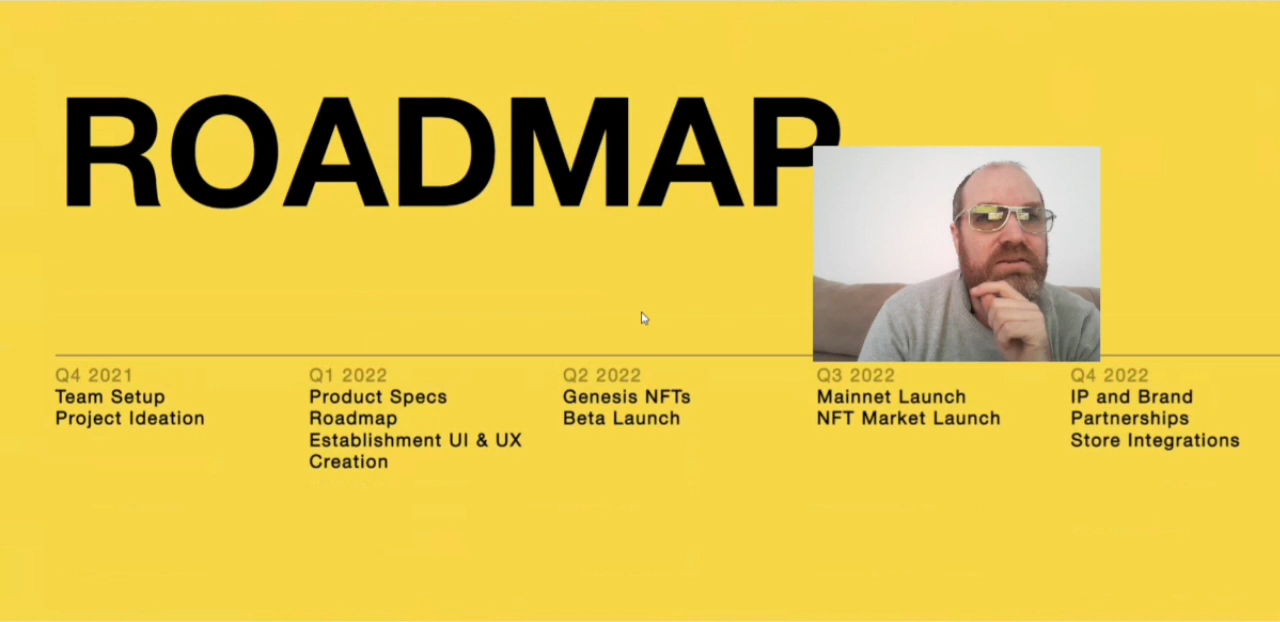 ROADMAP
Q4 2021
Team Setup
Project Ideation
Q1 2022
Product Specs
Roadmap
Establishment UI & UX
Creation
Q2 2022
Genesis NFTs
Beta Launch
Q3 2022
Mainnet Launch
NFT Market Launch
Q4 2022
IP and Brand
Partnerships
Store Integrations